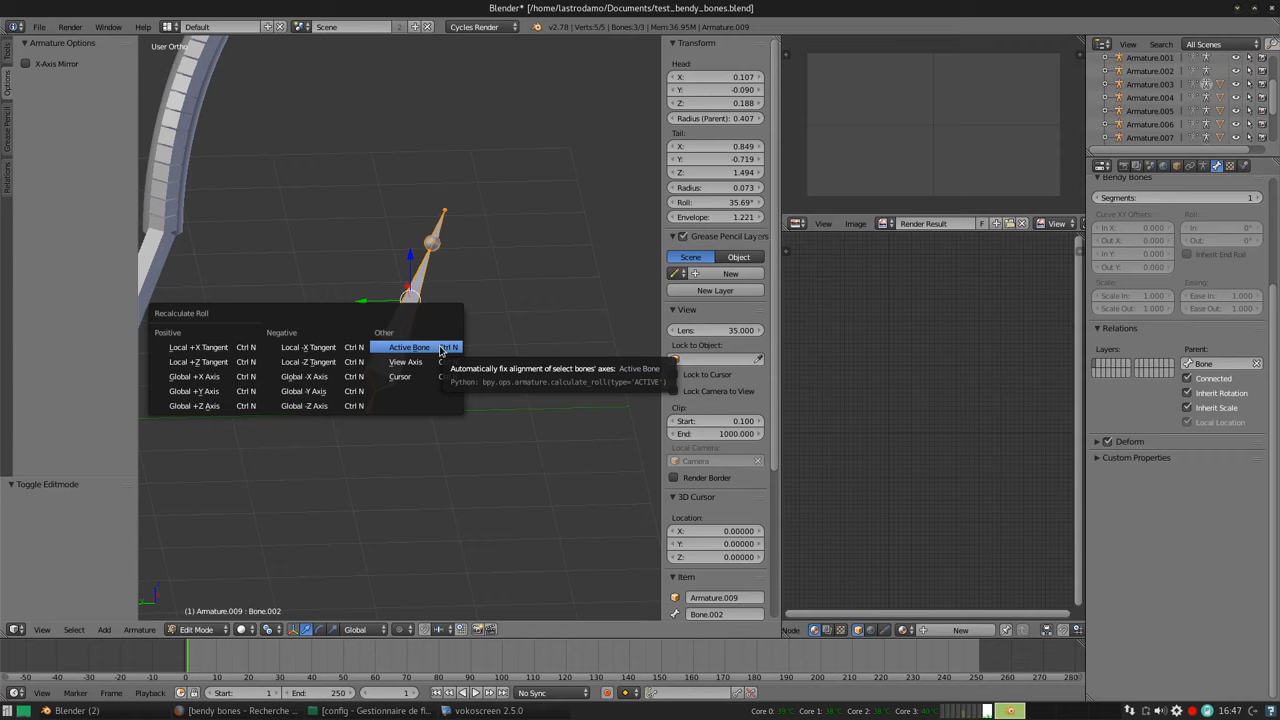 Blender* [/home/lastrodamo/Documents/test_bendy_bones.blend]
File Render Window Help Default Scene 2 Cycles Render v2.78 | Verts:5/5 | Bones:3/3 | Mem:36.95M | Armature.009
Armature Options
X-Axis Mirror
Tools
Options
Grease Pencil
Relations
Toggle Editmode
User Ortho
Recalculate Roll
Positive Negative Other
Local +X Tangent Ctrl N Local -X Tangent Ctrl N Active Bone Ctrl N
Local +Z Tangent Ctrl N Local -Z Tangent Ctrl N View Axis
Global +X Axis Ctrl N Global -X Axis Ctrl N Cursor
Global +Y Axis Ctrl N Global -Y Axis Ctrl N
Global +Z Axis Ctrl N Global -Z Axis Ctrl N
Automatically fix alignment of select bones' axes: Active Bone
Python: bpy.ops.armature.calculate_roll(type='ACTIVE')
(1) Armature.009 : Bone.002
View Select Add Armature Edit Mode Global
Transform
Head:
X: 0.107
Y: -0.090
Z: 0.188
Radius (Parent): 0.407
Tail:
X: 0.849
Y: -0.719
Z: 1.494
Radius: 0.073
Roll: 35.69°
Envelope: 1.221
Grease Pencil Layers
Scene Object
New
New Layer
View
Lens: 35.000
Lock to Object:
Lock to Cursor
Lock Camera to View
Clip:
Start: 0.100
End: 1000.000
Local Camera:
Camera
Render Border
3D Cursor
Location:
X: 0.00000
Y: 0.00000
Z: 0.00000
Item
Armature.009
Bone.002
View Image Render Result F View
Node New
View Search All Scenes
Armature.001
Armature.002
Armature.003
Armature.004
Armature.005
Armature.006
Armature.007
Bendy Bones
Segments: 1
Curve XY Offsets: Roll:
In X: 0° In: 0°
Out X: 0° Out: 0°
In Y: 0° Inherit End Roll
Out Y: 0°
Scale: Easing:
Scale In: 1.000 Ease In: 1.000
Scale Out: 1.000 Ease Out: 1.000
Relations
Layers: Parent:
Bone
Connected
Inherit Rotation
Inherit Scale
Local Location
Deform
Custom Properties
-50 -40 -30 -20 -10 0 10 20 30 40 50 60 70 80 90 100 110 120 130 140 150 160 170 180 190 200 210 220 230 240 250 260 270 280
View Marker Frame Playback Start: 1 End: 250 1 No Sync
Blender (2) [bendy bones - Recherche ... [config - Gestionnaire de fi... vokoscreen 2.5.0 Core 0: 39°C Core 1: 38°C Core 2: 38°C Core 3: 40°C 16:47